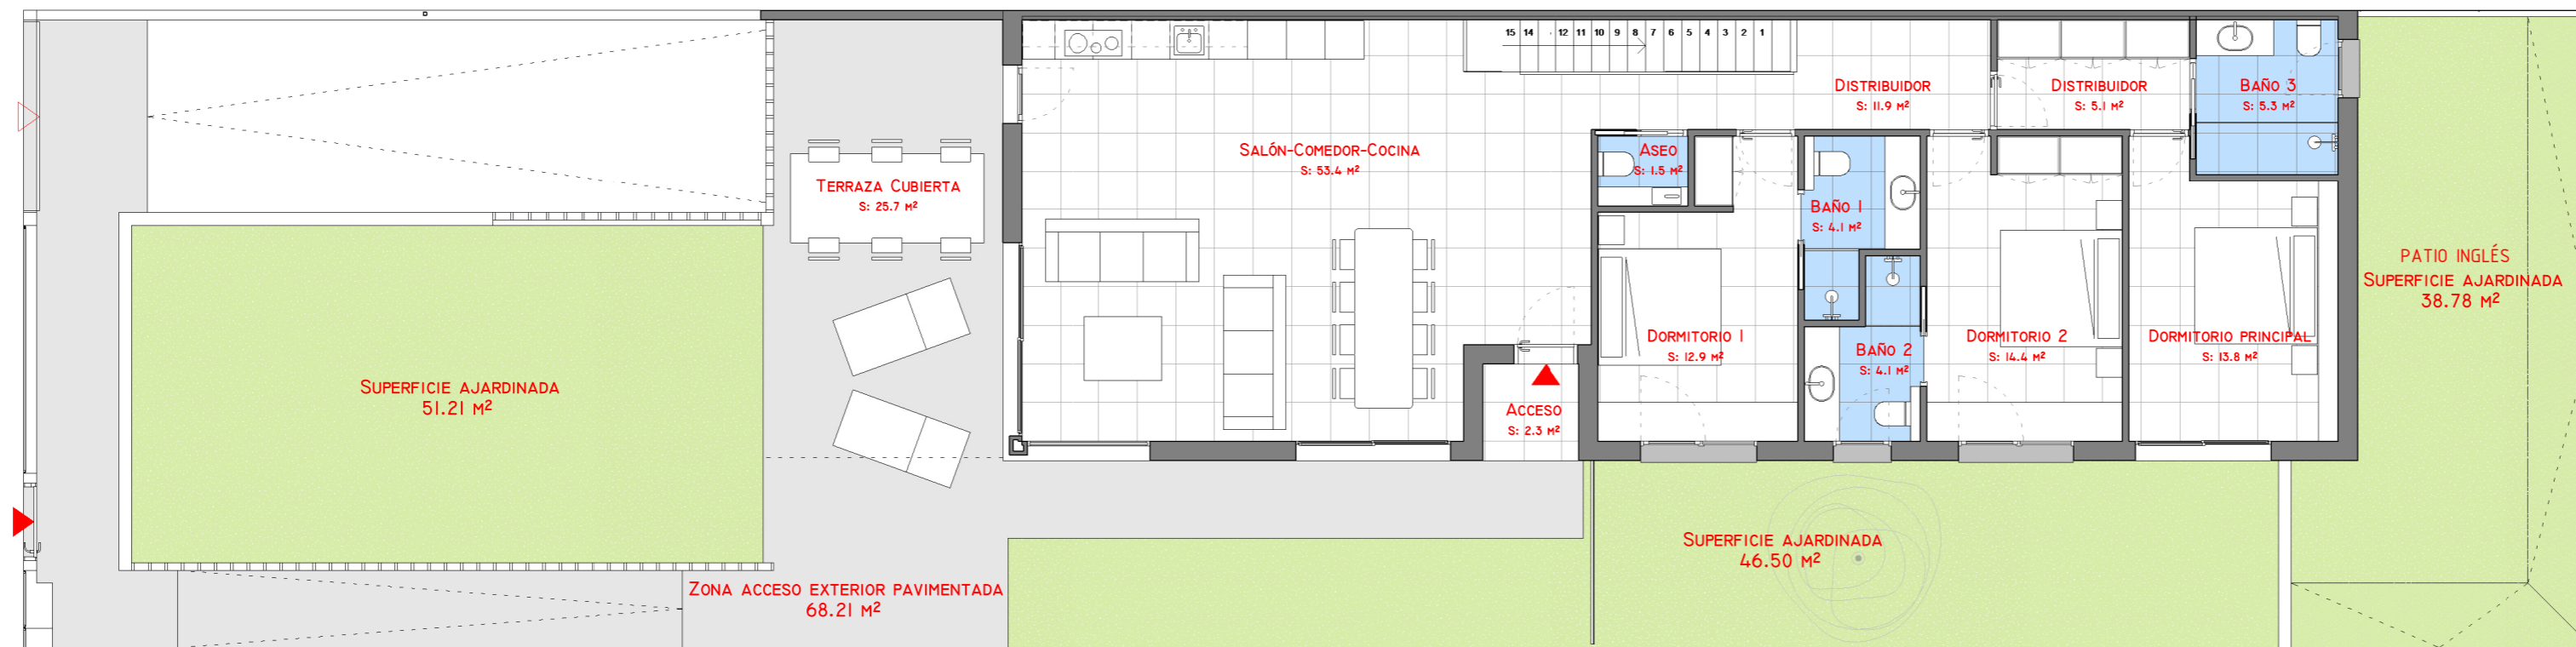 15 14 12 11 10 9 8 7 6 5 4 3 2 1
Distribuidor
S: 11.9 m²
Distribuidor
S: 5.1 m²
Baño 3
S: 5.3 m²
Salón-Comedor-Cocina
S: 53.4 m²
Aseo
S: 1.5 m²
Terraza Cubierta
S: 25.7 m²
Baño 1
S: 4.1 m²
PATIO INGLÉS
Superficie ajardinada
38.78 m²
Dormitorio 1
S: 12.9 m²
Baño 2
S: 4.1 m²
Dormitorio 2
S: 14.4 m²
Dormitorio principal
S: 13.8 m²
Superficie ajardinada
51.21 m²
Acceso
S: 2.3 m²
Superficie ajardinada
46.50 m²
Zona acceso exterior pavimentada
68.21 m²